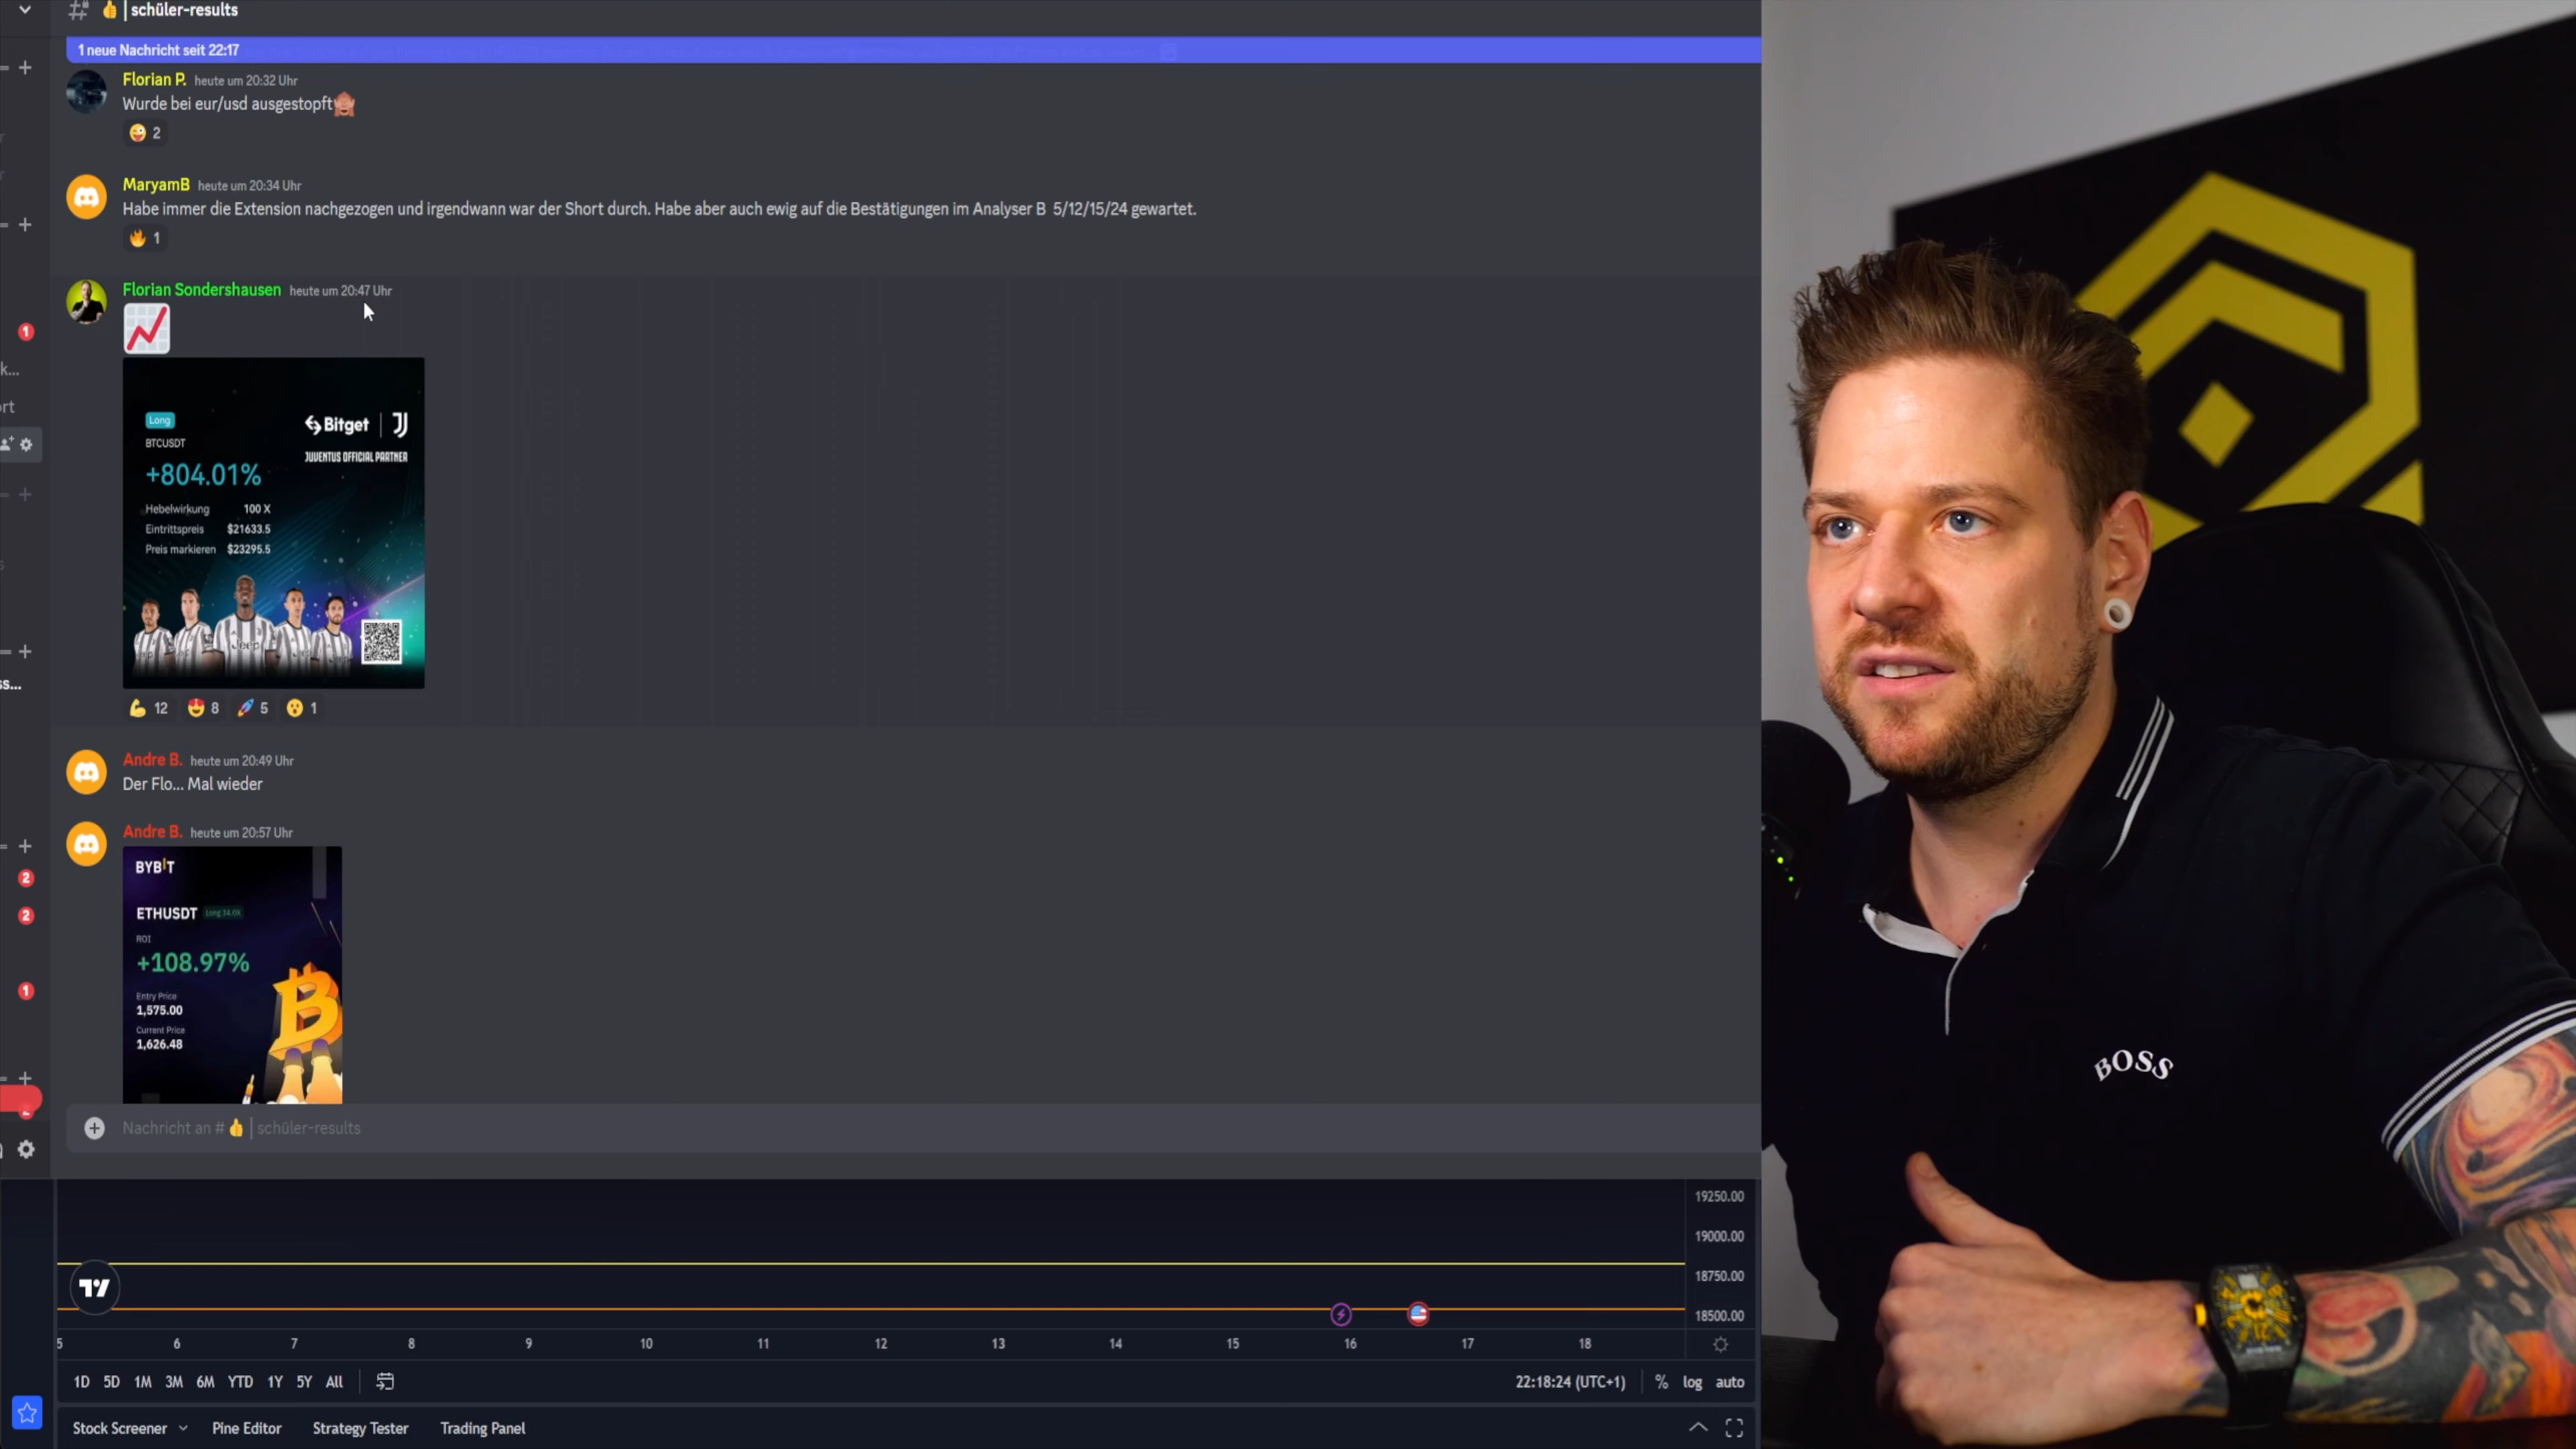 schüler-results
1 neue Nachricht seit 22:17
Florian P. heute um 20:32 Uhr
Wurde bei eur/usd ausgestopft
2
MaryamB heute um 20:34 Uhr
Habe immer die Extension nachgezogen und irgendwann war der Short durch. Habe aber auch ewig auf die Bestätigungen im Analyser B 5/12/15/24 gewartet.
1
Florian Sondershausen heute um 20:47 Uhr
Long
Bitget
BTCUSDT
JUVENTUS OFFICIAL PARTNER
+804.01%
Hebelwirkung 100 X
Eintrittspreis $21633.5
Preis markieren $23295.5
Jeep
12 8 5 1
Andre B. heute um 20:49 Uhr
Der Flo... Mal wieder
Andre B. heute um 20:57 Uhr
BYBIT
ETHUSDT
ROI
+108.97%
Entry Price
1,575.00
Current Price
1,626.48
Nachricht an # schüler-results
1
k...
ort
ss...
2
2
1
19250.00
19000.00
18750.00
18500.00
5 6 7 8 9 10 11 12 13 14 15 16 17 18
1D 5D 1M 3M 6M YTD 1Y 5Y All
22:18:24 (UTC+1) % log auto
Stock Screener Pine Editor Strategy Tester Trading Panel
BOSS